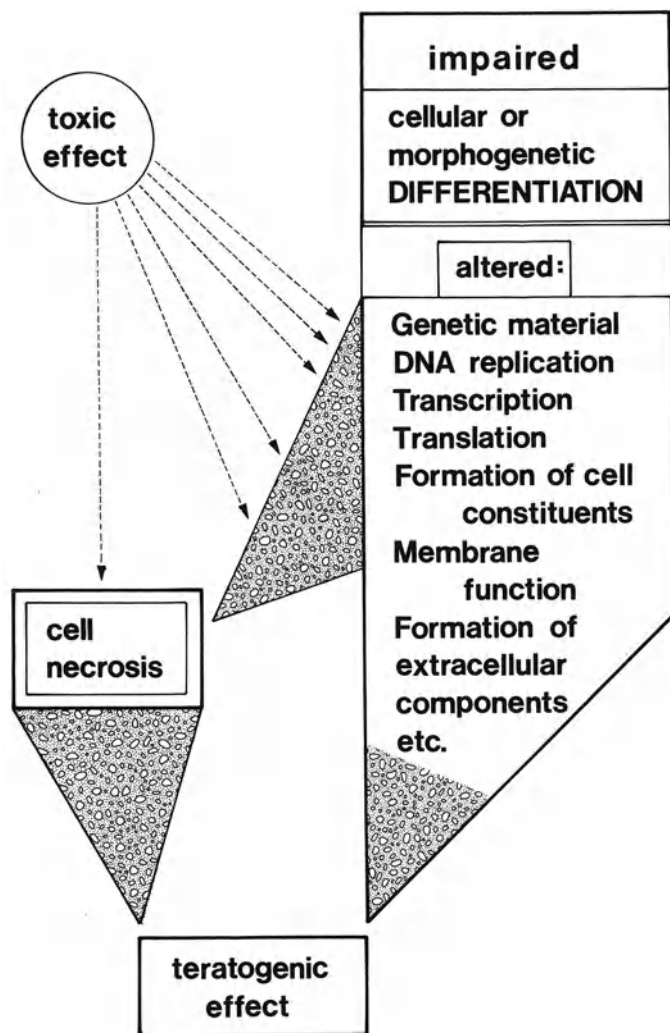 toxic
effect
impaired
cellular or
morphogenetic
DIFFERENTIATION
altered:
Genetic material
DNA replication
Transcription
Translation
Formation of cell
constituents
Membrane
function
Formation of
extracellular
components
etc.
cell
necrosis
teratogenic
effect